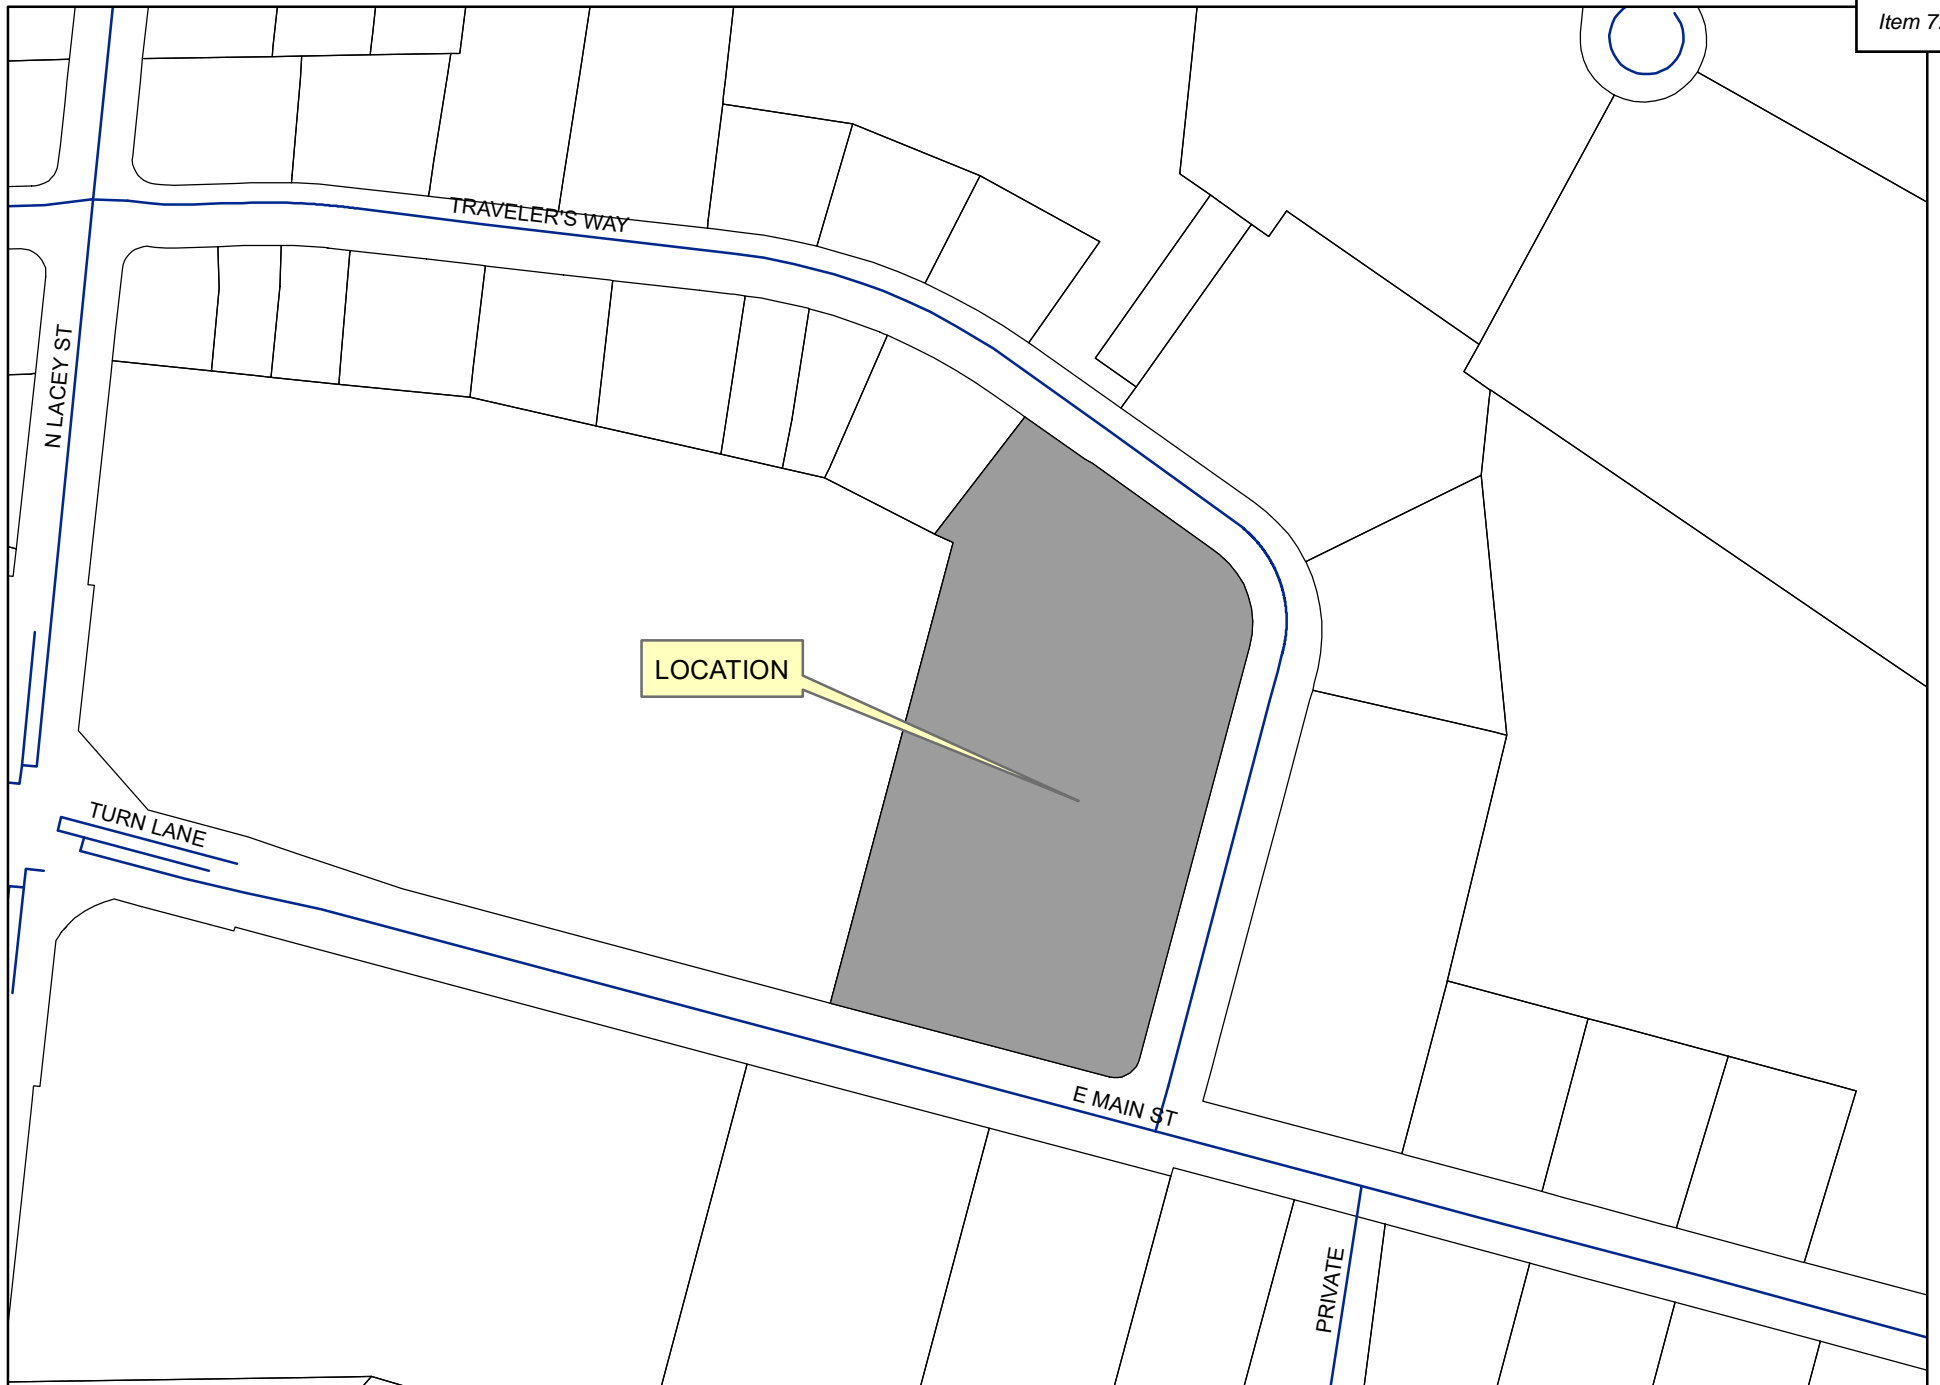 Item 7.
TRAVELER'S WAY
N LACEY ST
LOCATION
TURN LANE
E MAIN ST
PRIVATE